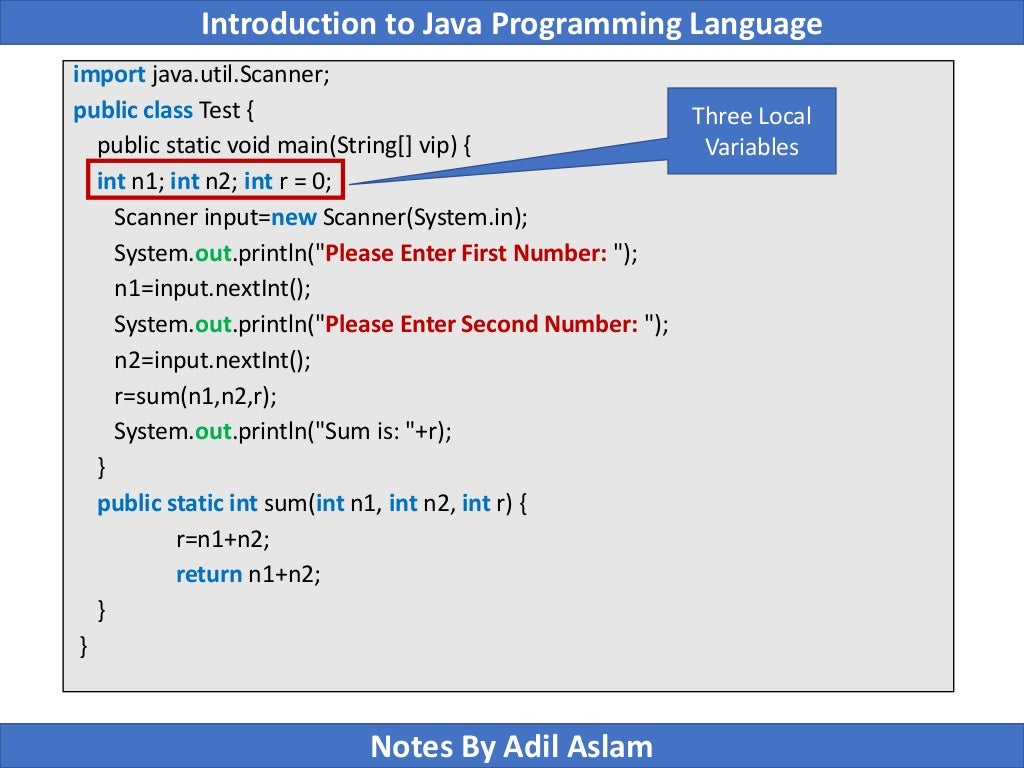 Introduction to Java Programming Language
import java.util.Scanner;
public class Test {
public static void main(String[] vip) {
int n1; int n2; int r = 0;
Scanner input=new Scanner(System.in);
System.out.println("Please Enter First Number: ");
n1=input.nextInt();
System.out.println("Please Enter Second Number: ");
n2=input.nextInt();
r=sum(n1,n2,r);
System.out.println("Sum is: "+r);
}
public static int sum(int n1, int n2, int r) {
r=n1+n2;
return n1+n2;
}
}
Three Local
Variables
Notes By Adil Aslam